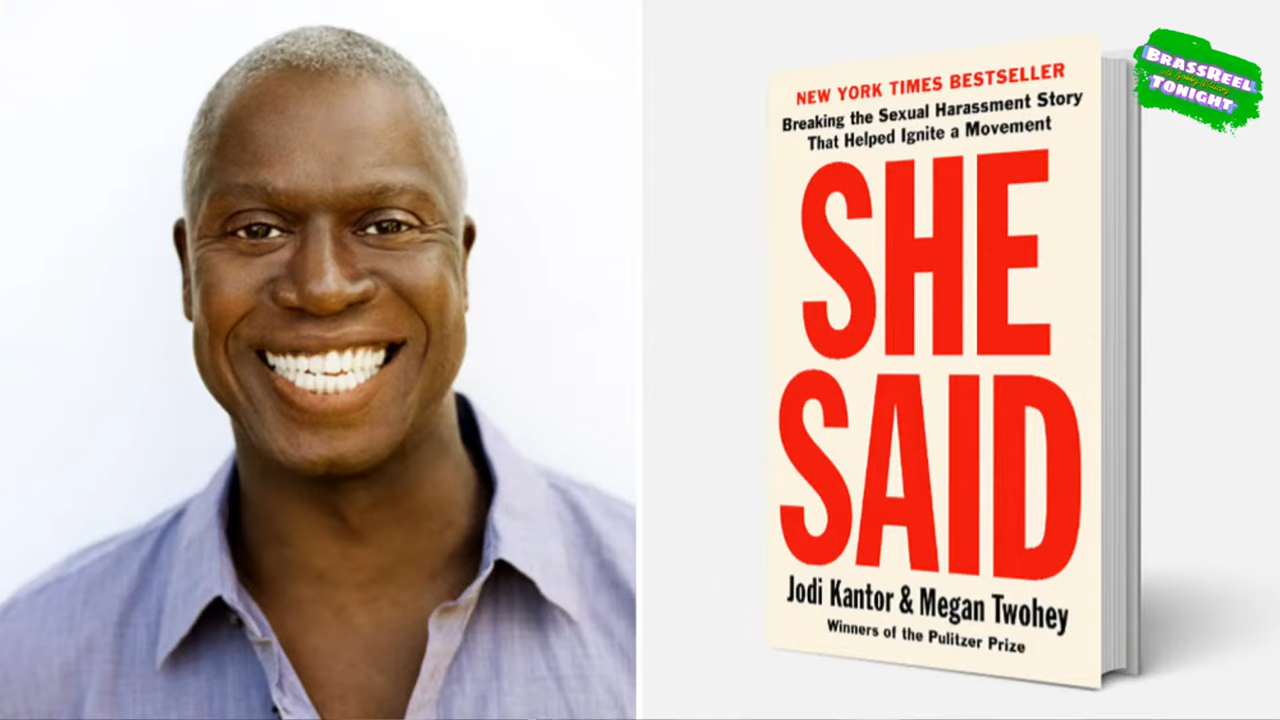 NEW YORK TIMES BESTSELLER
Breaking the Sexual Harassment Story
That Helped Ignite a Movement
SHE
SAID
Jodi Kantor & Megan Twohey
Winners of the Pulitzer Prize
BRASSREEL
TONIGHT